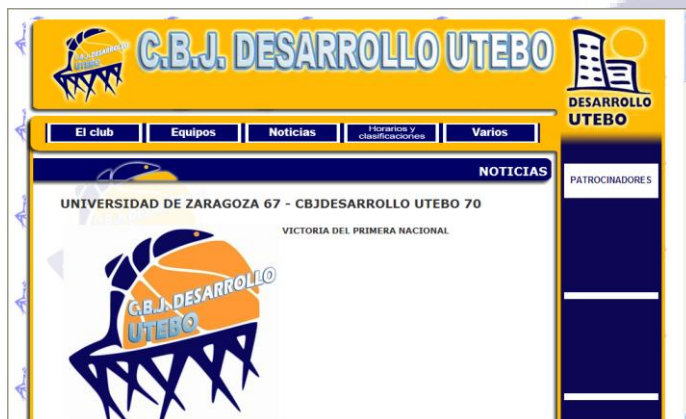 C.B.J. DESARROLLO UTEBO
C.B.J. DESARROLLO
UTEBO
DESARROLLO
UTEBO
El club
Equipos
Noticias
Horarios y
clasificaciones
Varios
NOTICIAS
PATROCINADORES
UNIVERSIDAD DE ZARAGOZA 67 - CBJDESARROLLO UTEBO 70
VICTORIA DEL PRIMERA NACIONAL
C.B.J. DESARROLLO
UTEBO